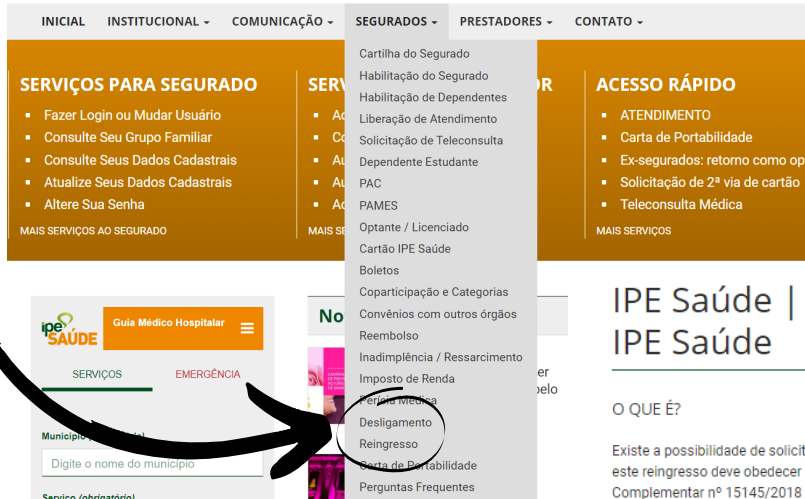 INICIAL INSTITUCIONAL COMUNICAÇÃO SEGURADOS PRESTADORES CONTATO
SERVIÇOS PARA SEGURADO
Fazer Login ou Mudar Usuário
Consulte Seu Grupo Familiar
Consulte Seus Dados Cadastrais
Atualize Seus Dados Cadastrais
Altere Sua Senha
MAIS SERVIÇOS AO SEGURADO
Cartilha do Segurado
Habilitação do Segurado
Habilitação de Dependentes
Liberação de Atendimento
Solicitação de Teleconsulta
Dependente Estudante
PAC
PAMES
Optante / Licenciado
Cartão IPE Saúde
Boletos
Coparticipação e Categorias
Convênios com outros órgãos
Reembolso
Inadimplência / Ressarcimento
Imposto de Renda
Perícia Médica
Desligamento
Reingresso
Carta de Portabilidade
Perguntas Frequentes
ACESSO RÁPIDO
ATENDIMENTO
Carta de Portabilidade
Ex-segurados: retorno como
Solicitação de 2ª via de cartão
Teleconsulta Médica
MAIS SERVIÇOS
ipe SAÚDE
Guia Médico Hospitalar
SERVIÇOS EMERGÊNCIA
Município
Digite o nome do município
Serviço (obrigatório)
IPE Saúde |
IPE Saúde
O QUE É?
Existe a possibilidade de
este reingresso deve obedecer
Complementar nº 15145/2018